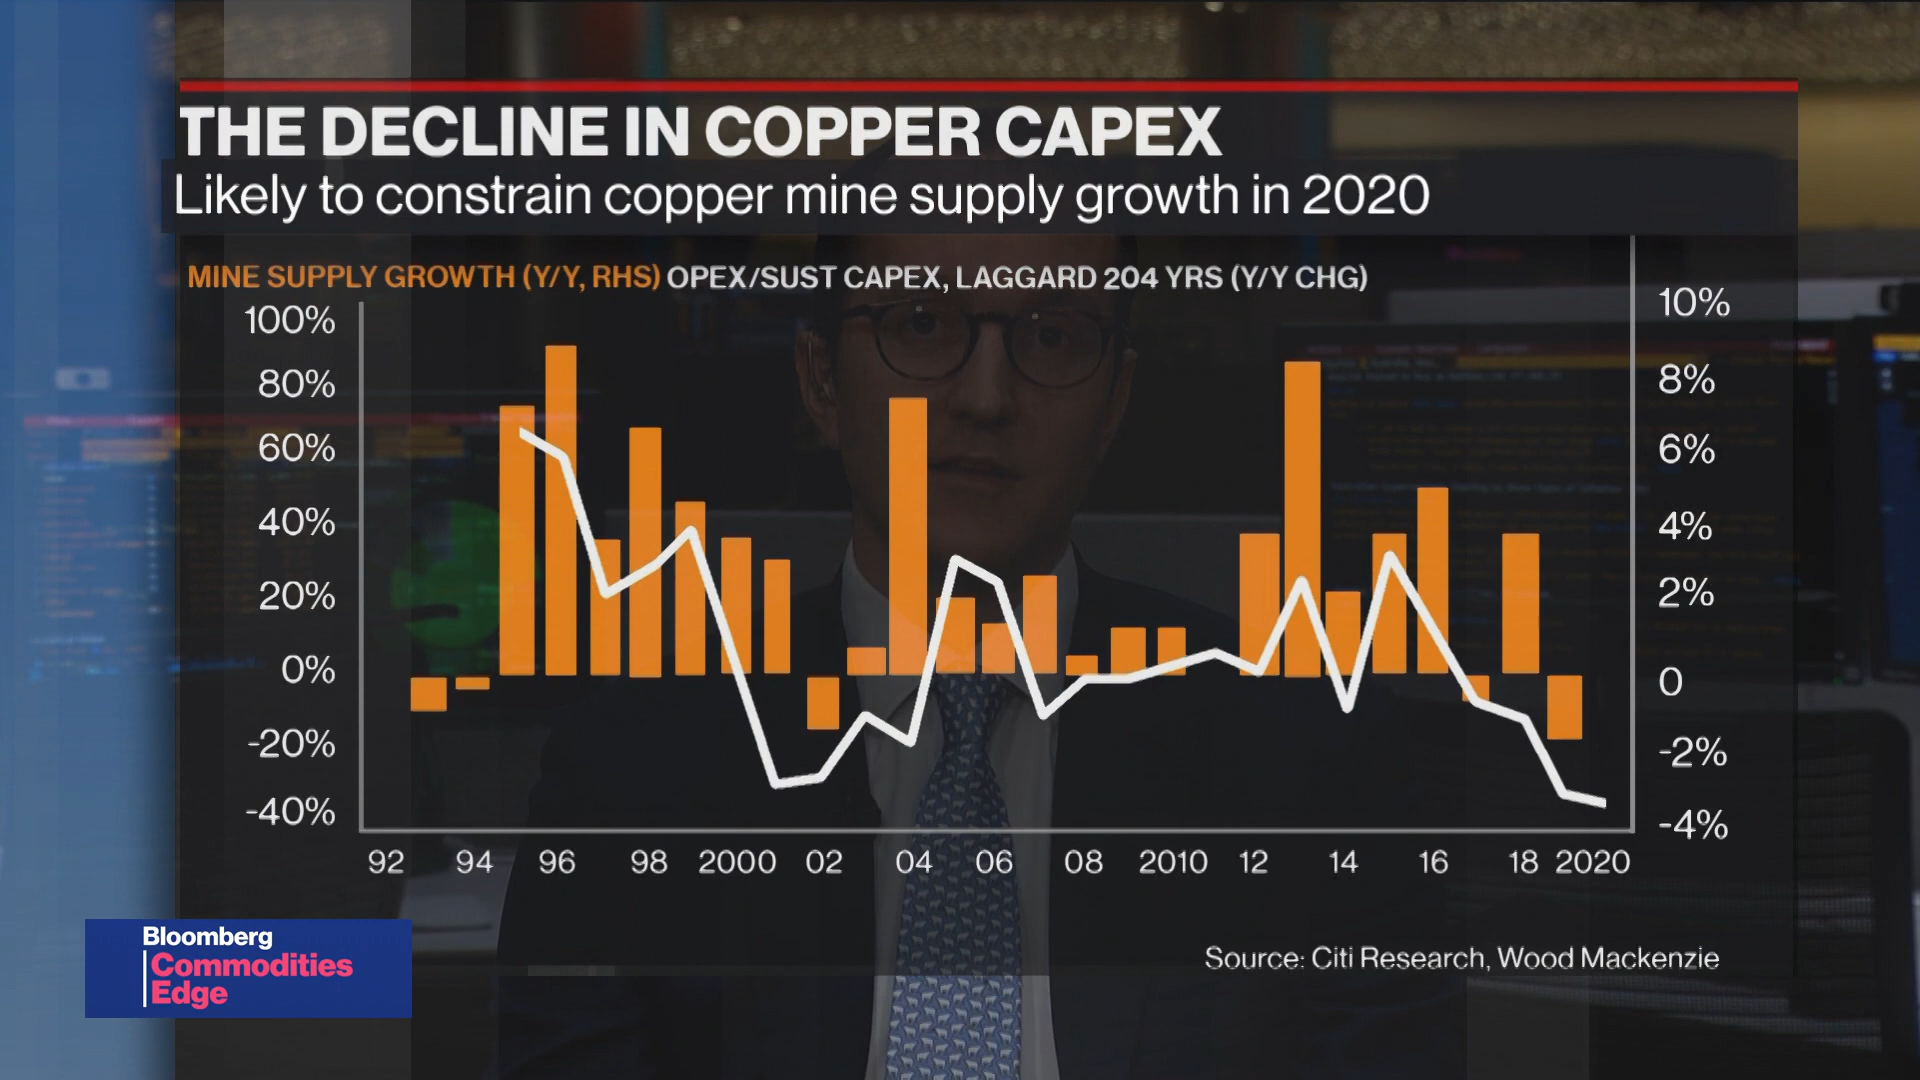 THE DECLINE IN COPPER CAPEX
Likely to constrain copper mine supply growth in 2020
MINE SUPPLY GROWTH (Y/Y, RHS) OPEX/SUST CAPEX, LAGGARD 204 YRS (Y/Y CHG)
100%
80%
60%
40%
20%
0%
-20%
-40%
10%
8%
6%
4%
2%
0
-2%
-4%
92 94 96 98 2000 02 04 06 08 2010 12 14 16 18 2020
Source: Citi Research, Wood Mackenzie
Bloomberg
Commodities
Edge